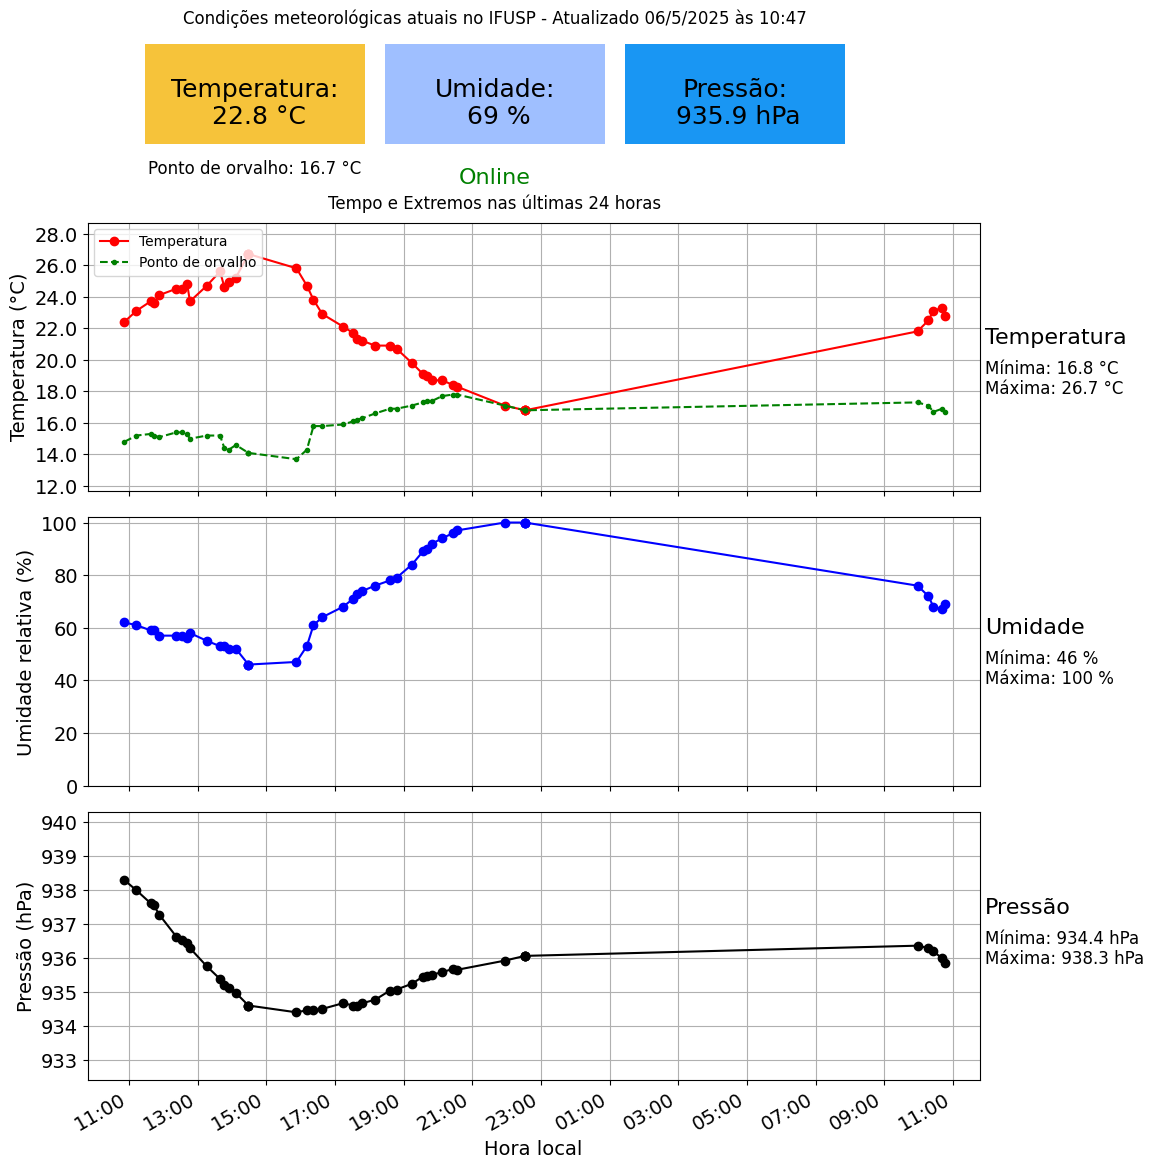 Condições meteorológicas atuais no IFUSP - Atualizado 06/5/2025 às 10:47
Temperatura:
22.8 °C
Umidade:
69 %
Pressão:
935.9 hPa
Ponto de orvalho: 16.7 °C
Online
Tempo e Extremos nas últimas 24 horas
Temperatura (°C)
28.0
26.0
24.0
22.0
20.0
18.0
16.0
14.0
12.0
Temperatura
Ponto de orvalho
Temperatura
Mínima: 16.8 °C
Máxima: 26.7 °C
Umidade relativa (%)
100
80
60
40
20
0
Umidade
Mínima: 46 %
Máxima: 100 %
Pressão (hPa)
940
939
938
937
936
935
934
933
Pressão
Mínima: 934.4 hPa
Máxima: 938.3 hPa
11:00
13:00
15:00
17:00
19:00
21:00
23:00
01:00
03:00
05:00
07:00
09:00
11:00
Hora local